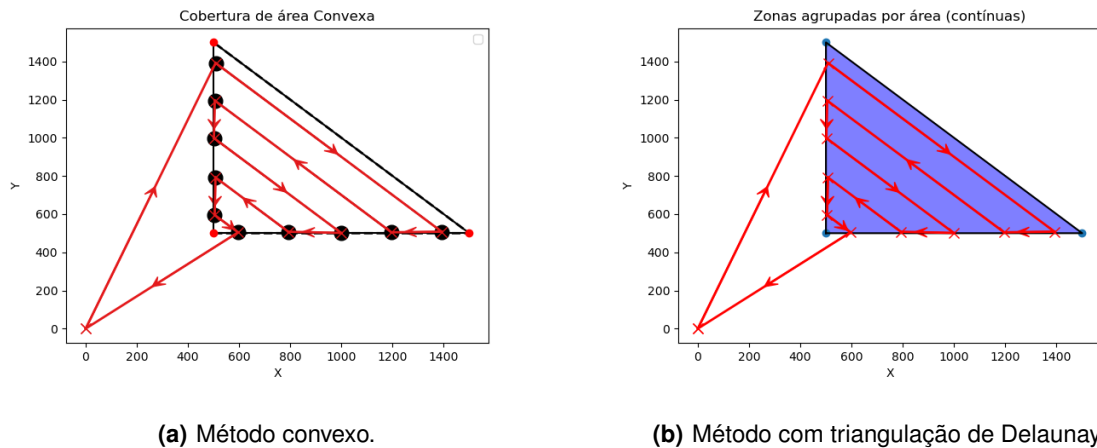 Cobertura de área Convexa
Zonas agrupadas por área (contínuas)
1400
1200
1000
800
600
400
200
0
Y
0 200 400 600 800 1000 1200 1400
X
1400
1200
1000
800
600
400
200
0
Y
0 200 400 600 800 1000 1200 1400
X
(a) Método convexo.
(b) Método com triangulação de Delaunay